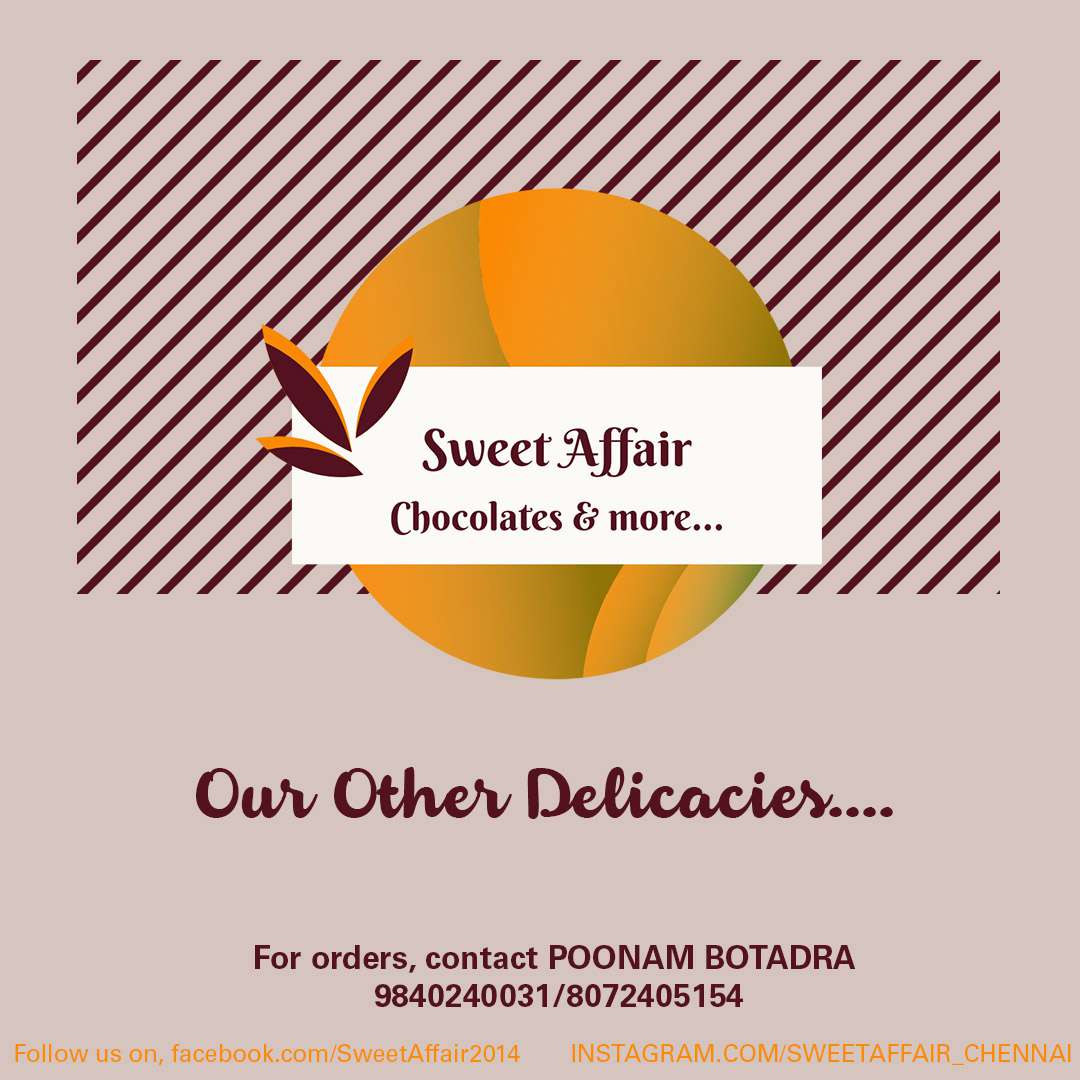 Sweet Affair
Chocolates & more...
Our Other Delicacies....
For orders, contact POONAM BOTADRA
9840240031/8072405154
Follow us on, facebook.com/SweetAffair2014 INSTAGRAM.COM/SWEETAFFAIR_CHENNAI